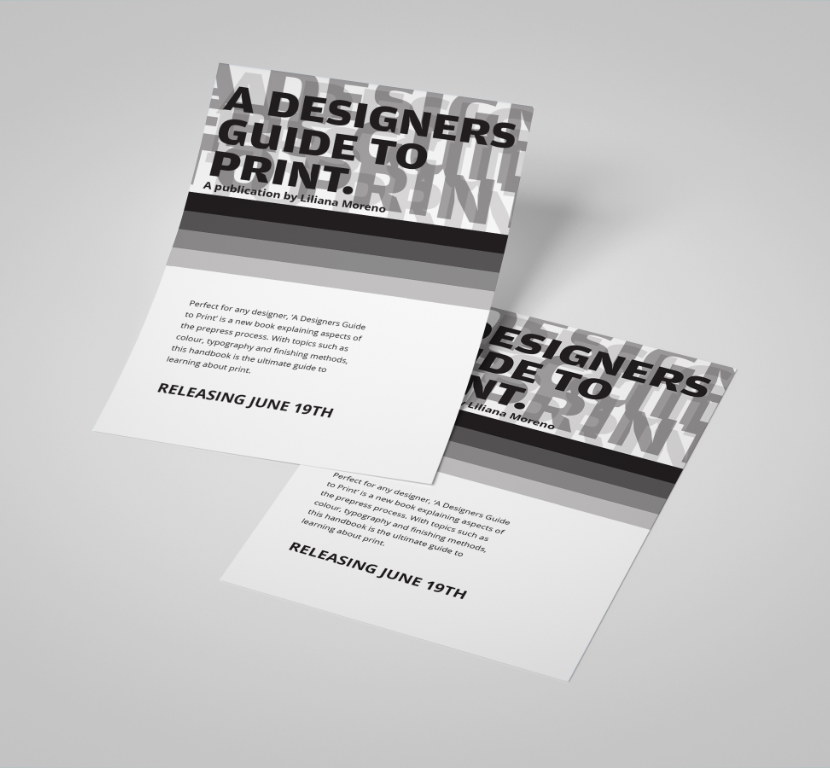 A DESIGNERS
GUIDE TO
PRINT.
A publication by Liliana Moreno
Perfect for any designer, 'A Designers Guide
to Print' is a new book explaining aspects of
the prepress process. With topics such as
colour, typography and finishing methods,
this handbook is the ultimate guide to
learning about print.
RELEASING JUNE 19TH
DESIGNERS
DE TO
NT.
Liliana Moreno
Perfect for any designer, 'A Designers Guide
to Print' is a new book explaining aspects of
the prepress process. With topics such as
colour, typography and finishing methods,
this handbook is the ultimate guide to
learning about print.
RELEASING JUNE 19TH